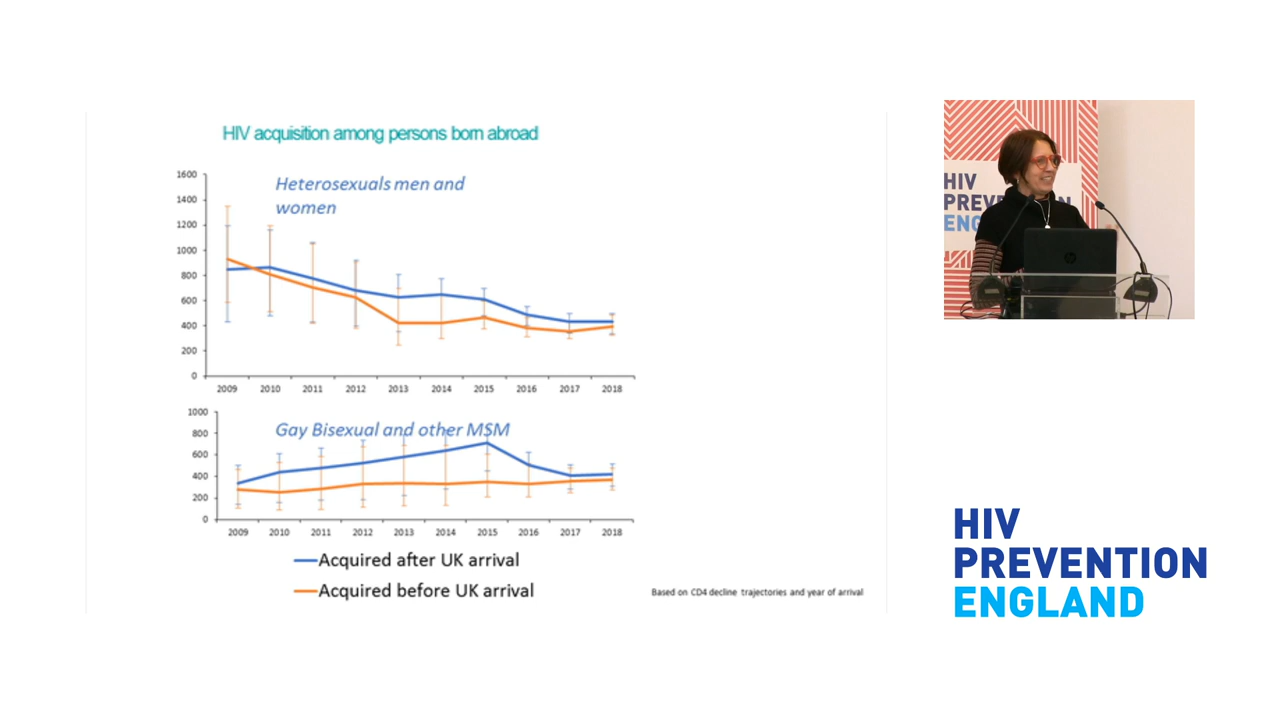 HIV acquisition among persons born abroad
Heterosexuals men and
women
1600
1400
1200
1000
800
600
400
200
0
2009 2010 2011 2012 2013 2014 2015 2016 2017 2018
Gay Bisexual and other MSM
1000
800
600
400
200
0
2009 2010 2011 2012 2013 2014 2015 2016 2017 2018
Acquired after UK arrival
Acquired before UK arrival
Based on CD4 decline trajectories and year of arrival
HIV
PREV N
ENG
hp
HIV
PREVENTION
ENGLAND